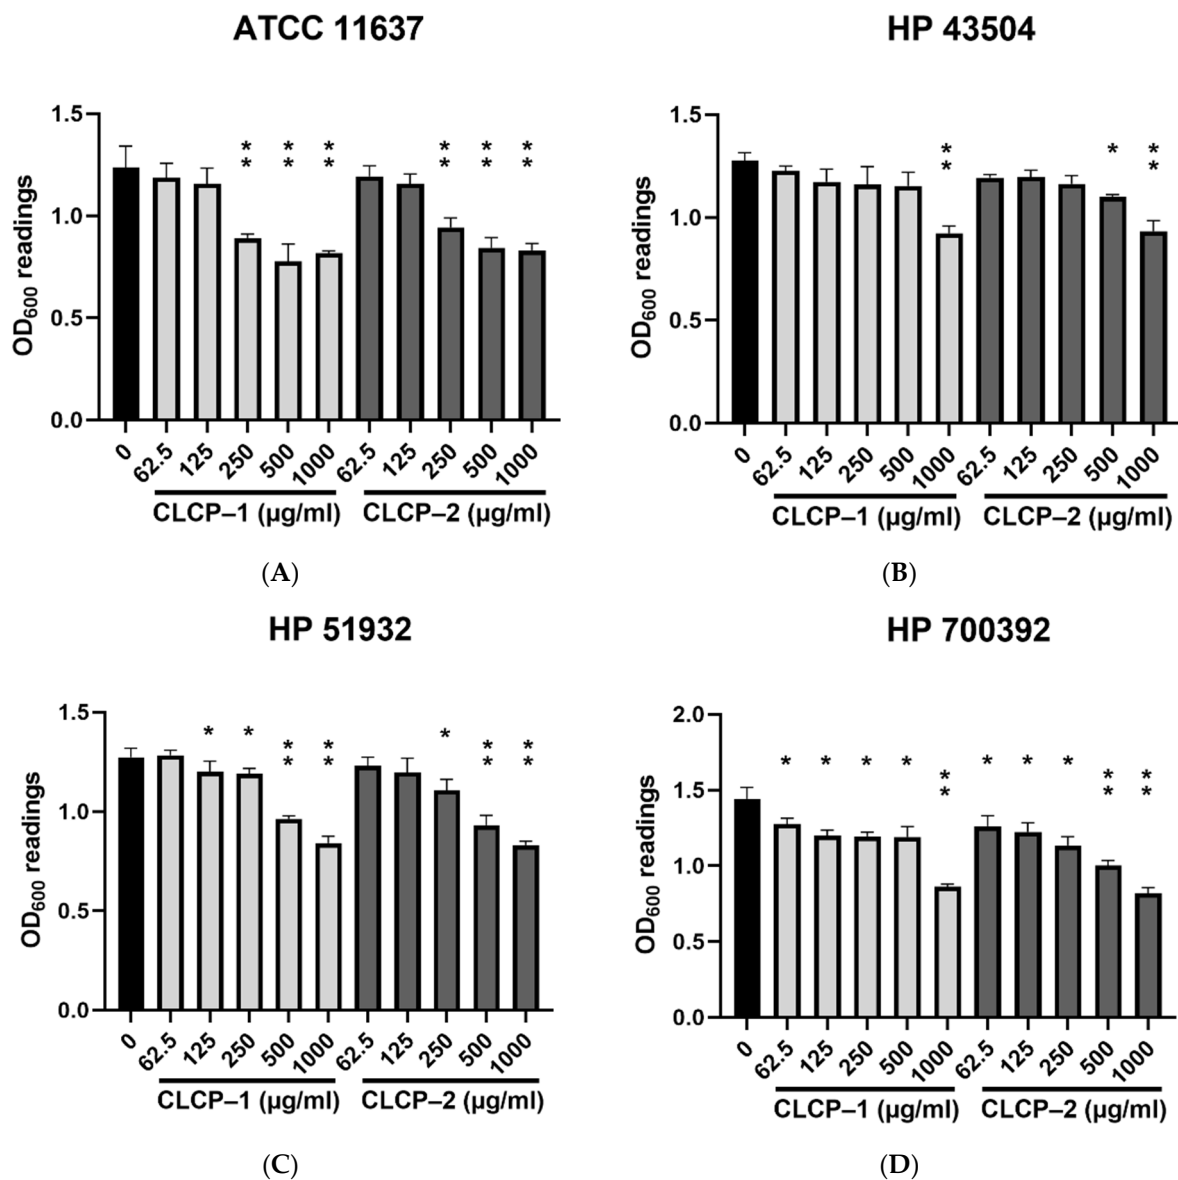 ATCC 11637
1.5
1.0
0.5
0.0
OD600 readings
** ** ** ** ** **
0 62.5 125 250 500 1000 62.5 125 250 500 1000
CLCP–1 (µg/ml) CLCP–2 (µg/ml)
(A)
HP 43504
1.5
1.0
0.5
0.0
OD600 readings
** * **
0 62.5 125 250 500 1000 62.5 125 250 500 1000
CLCP–1 (µg/ml) CLCP–2 (µg/ml)
(B)
HP 51932
1.5
1.0
0.5
0.0
OD600 readings
* * ** ** * ** **
0 62.5 125 250 500 1000 62.5 125 250 500 1000
CLCP–1 (µg/ml) CLCP–2 (µg/ml)
(C)
HP 700392
2.0
1.5
1.0
0.5
0.0
OD600 readings
* * * * ** * * * ** **
0 62.5 125 250 500 1000 62.5 125 250 500 1000
CLCP–1 (µg/ml) CLCP–2 (µg/ml)
(D)